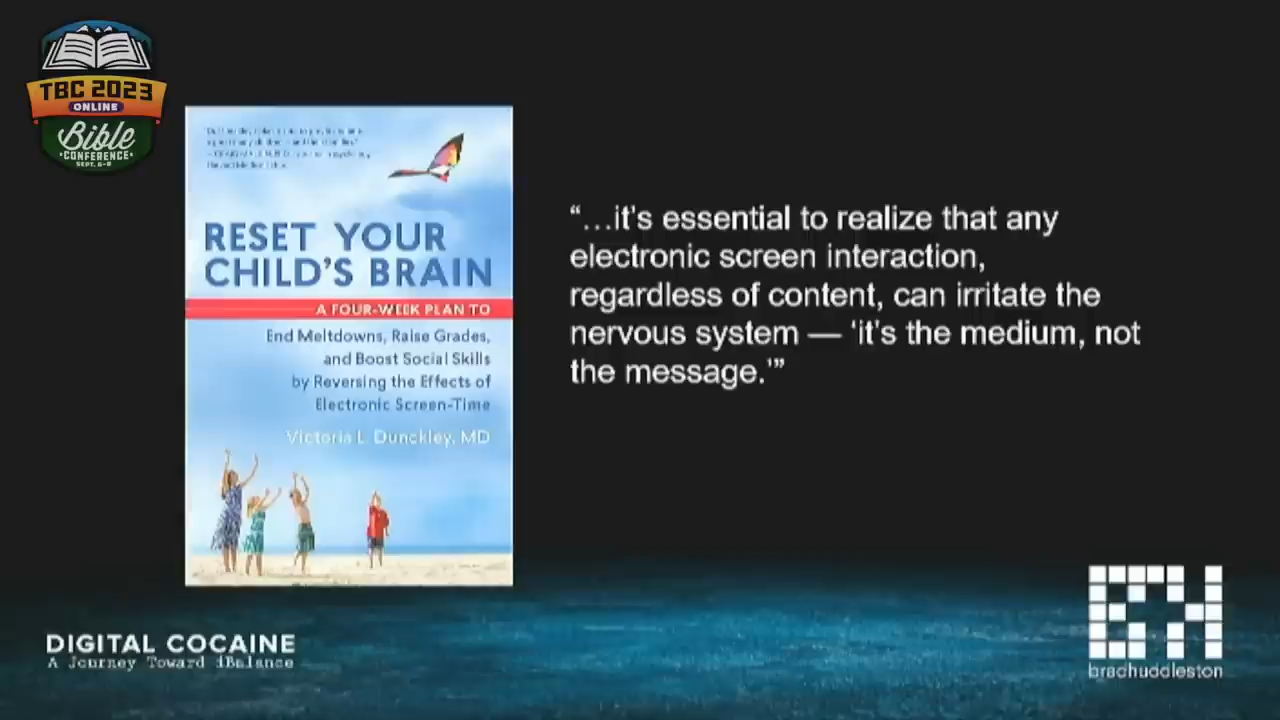 TBC 2023
ONLINE
Bible
CONFERENCE
SEPT. 6-8
RESET YOUR
CHILD'S BRAIN
A FOUR-WEEK PLAN TO
End Meltdowns, Raise Grades,
and Boost Social Skills
by Reversing the Effects of
Electronic Screen-Time
Victoria L. Dunckley, MD
“…it's essential to realize that any
electronic screen interaction,
regardless of content, can irritate the
nervous system — ‘it's the medium, not
the message.’”
DIGITAL COCAINE
A Journey Toward iBalance
bradhuddleston